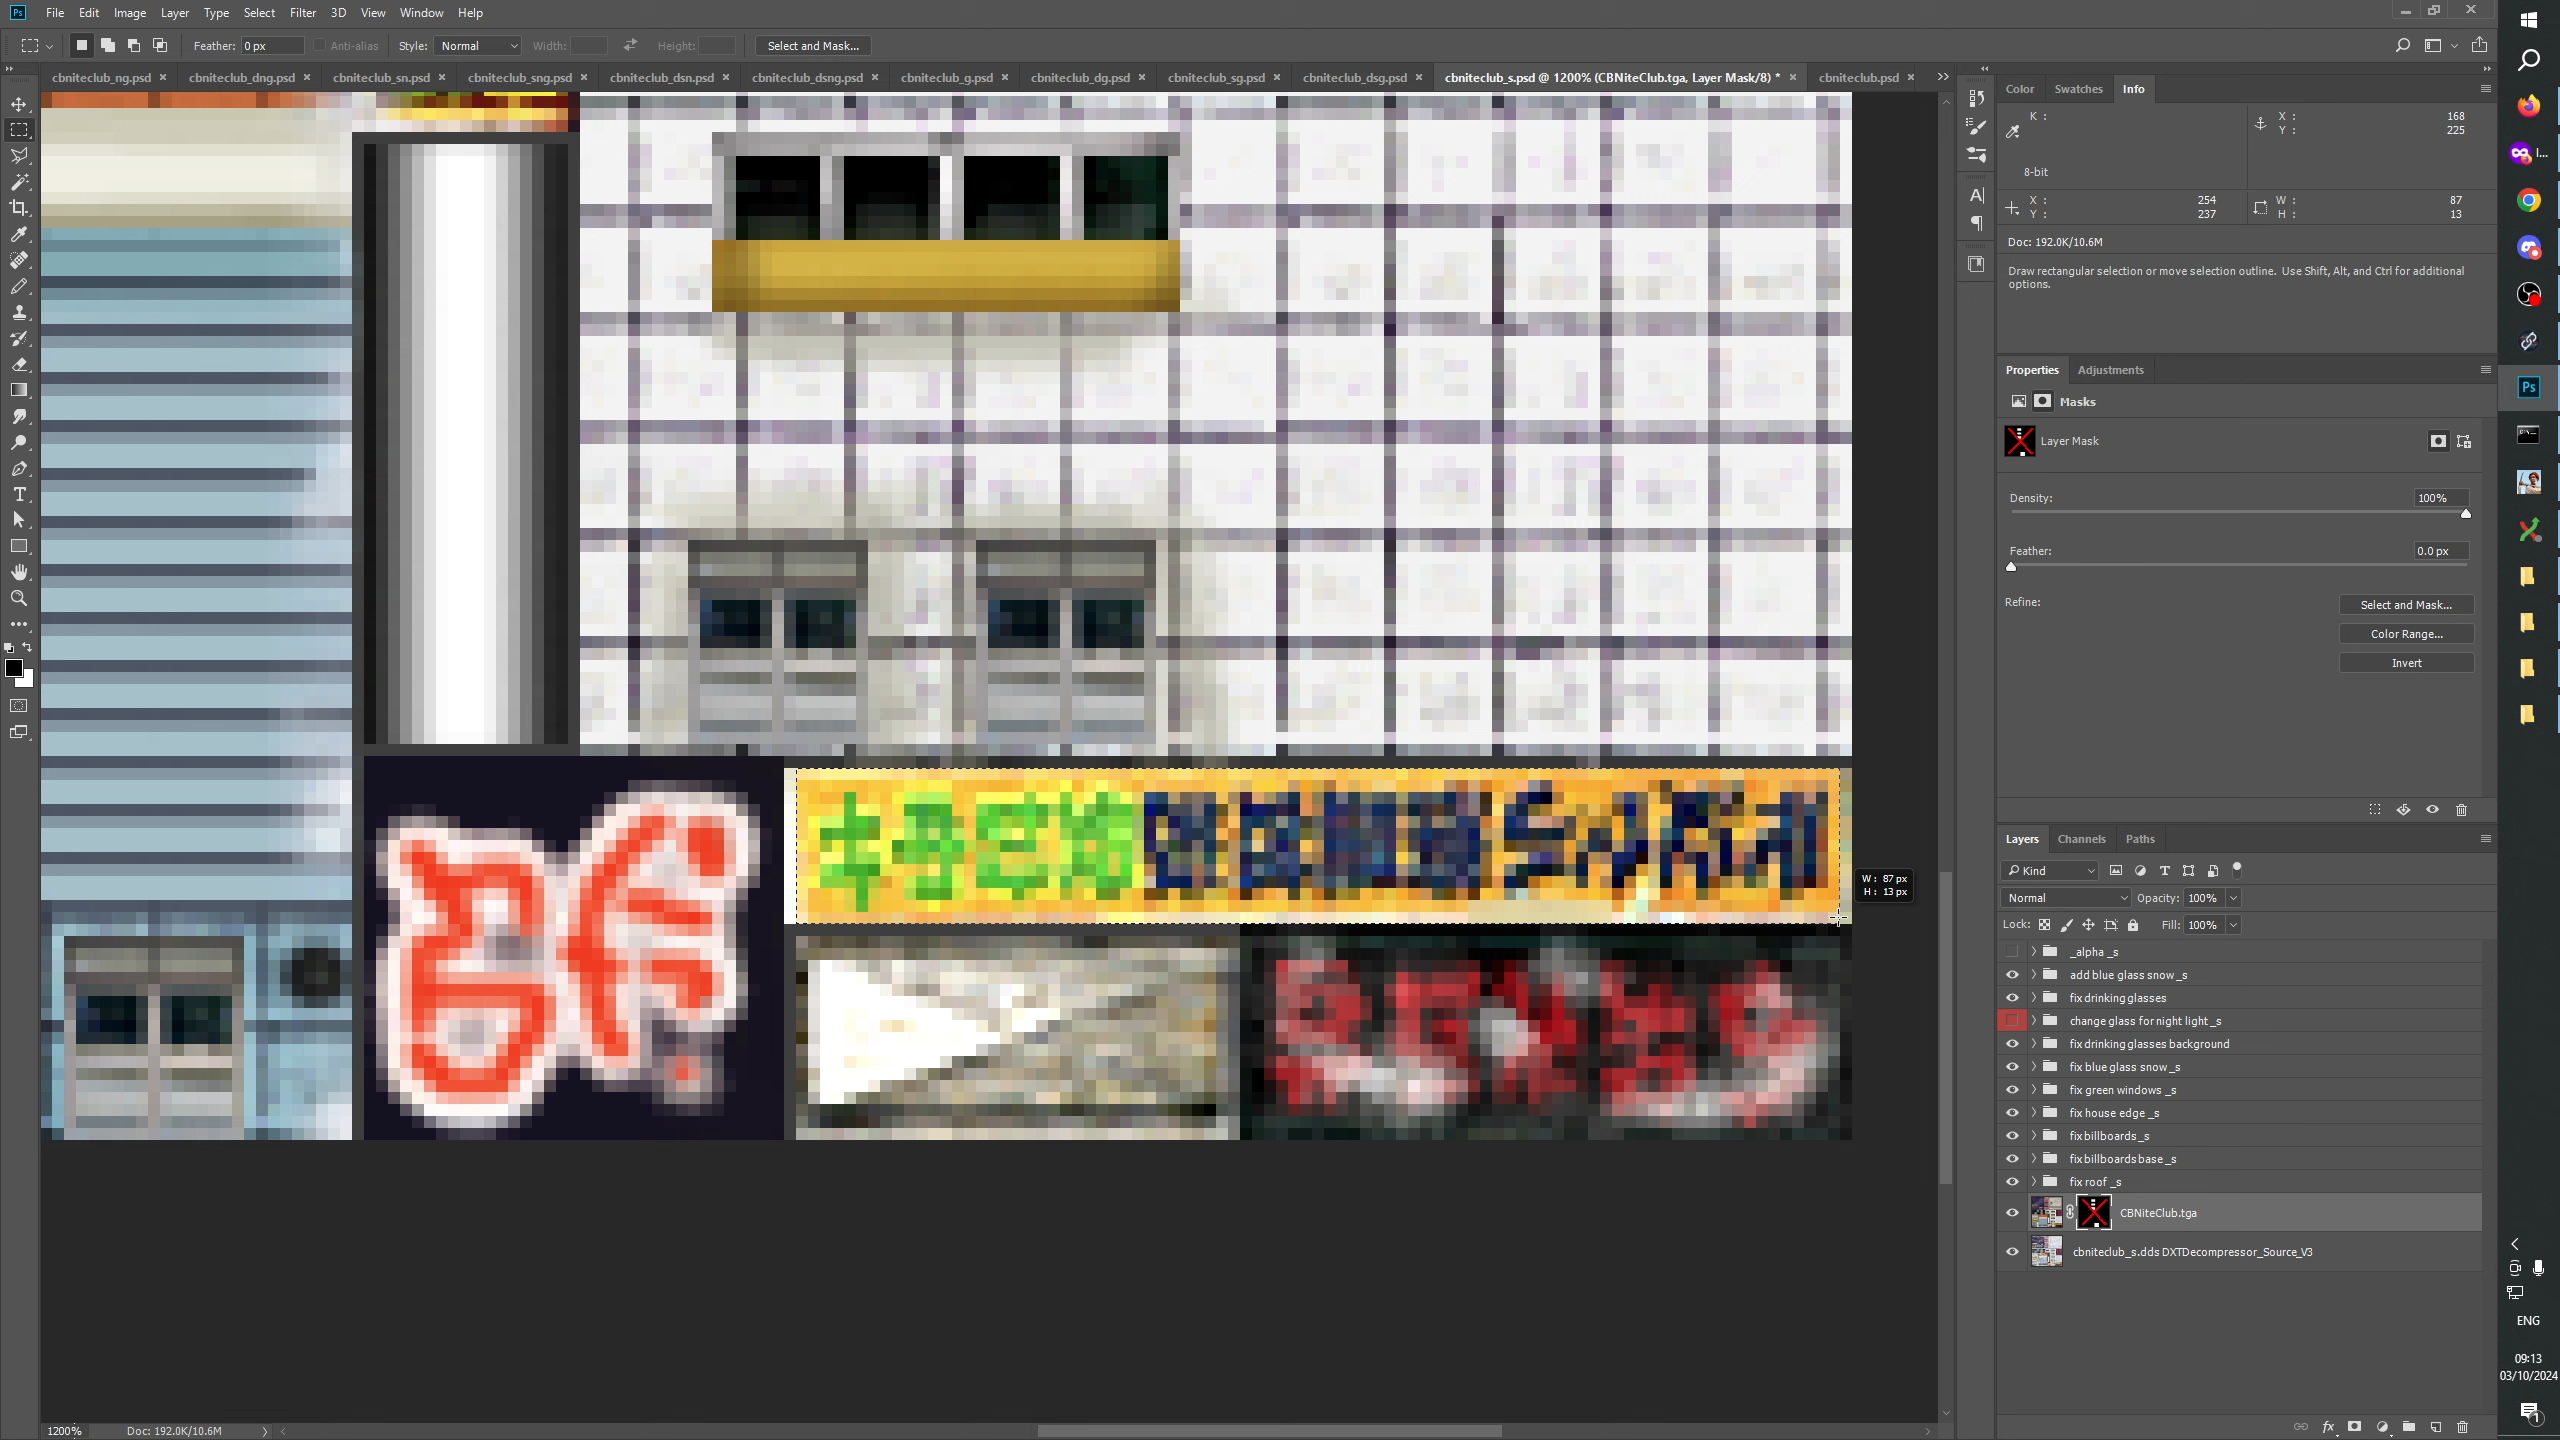 File Edit Image Layer Type Select Filter 3D View Window Help
Feather: 0 px Anti-alias Style: Normal Width: Height: Select and Mask...
cbniteclub_ng.psd cbniteclub_dng.psd cbniteclub_sn.psd cbniteclub_sng.psd cbniteclub_dsn.psd cbniteclub_dsng.psd cbniteclub_g.psd cbniteclub_dg.psd cbniteclub_sg.psd cbniteclub_dsg.psd cbniteclub_s.psd @ 1200% (CBNiteClub.tga, Layer Mask/8) * cbniteclub.psd
Color Swatches Info
K : X : 168
Y : 225
8-bit
X : 254 W : 87
Y : 237 H : 13
Doc: 192.0K/10.6M
Draw rectangular selection or move selection outline. Use Shift, Alt, and Ctrl for additional
options.
Properties Adjustments
Masks
Layer Mask
Density: 100%
Feather: 0.0 px
Refine: Select and Mask...
Color Range...
Invert
W : 87 px
H : 13 px
Layers Channels Paths
Kind
Normal Opacity: 100%
Lock: Fill: 100%
_alpha _s
add blue glass snow _s
fix drinking glasses
change glass for night light _s
fix drinking glasses background
fix blue glass snow _s
fix green windows _s
fix house edge _s
fix billboards _s
fix billboards base _s
fix roof _s
CBNiteClub.tga
cbniteclub_s.dds DXTDecompressor_Source_V3
1200% Doc: 192.0K/10.6M
ENG
09:13
03/10/2024
1